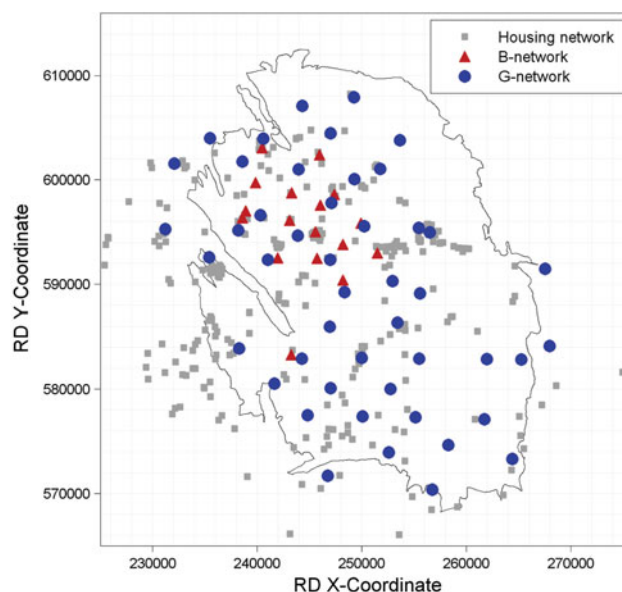 Housing network
B-network
G-network
610000
600000
590000
580000
570000
RD Y-Coordinate
230000 240000 250000 260000 270000
RD X-Coordinate